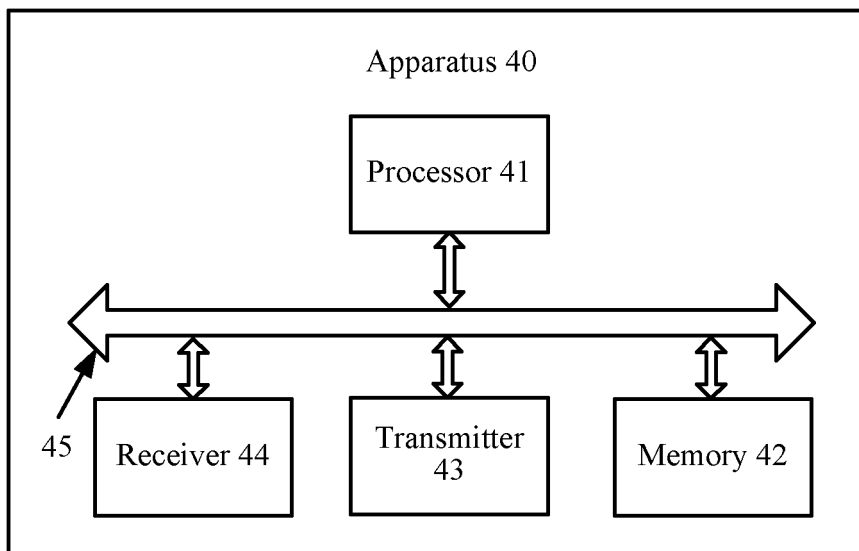 Apparatus 40
Processor 41
45
Receiver 44
Transmitter
43
Memory 42